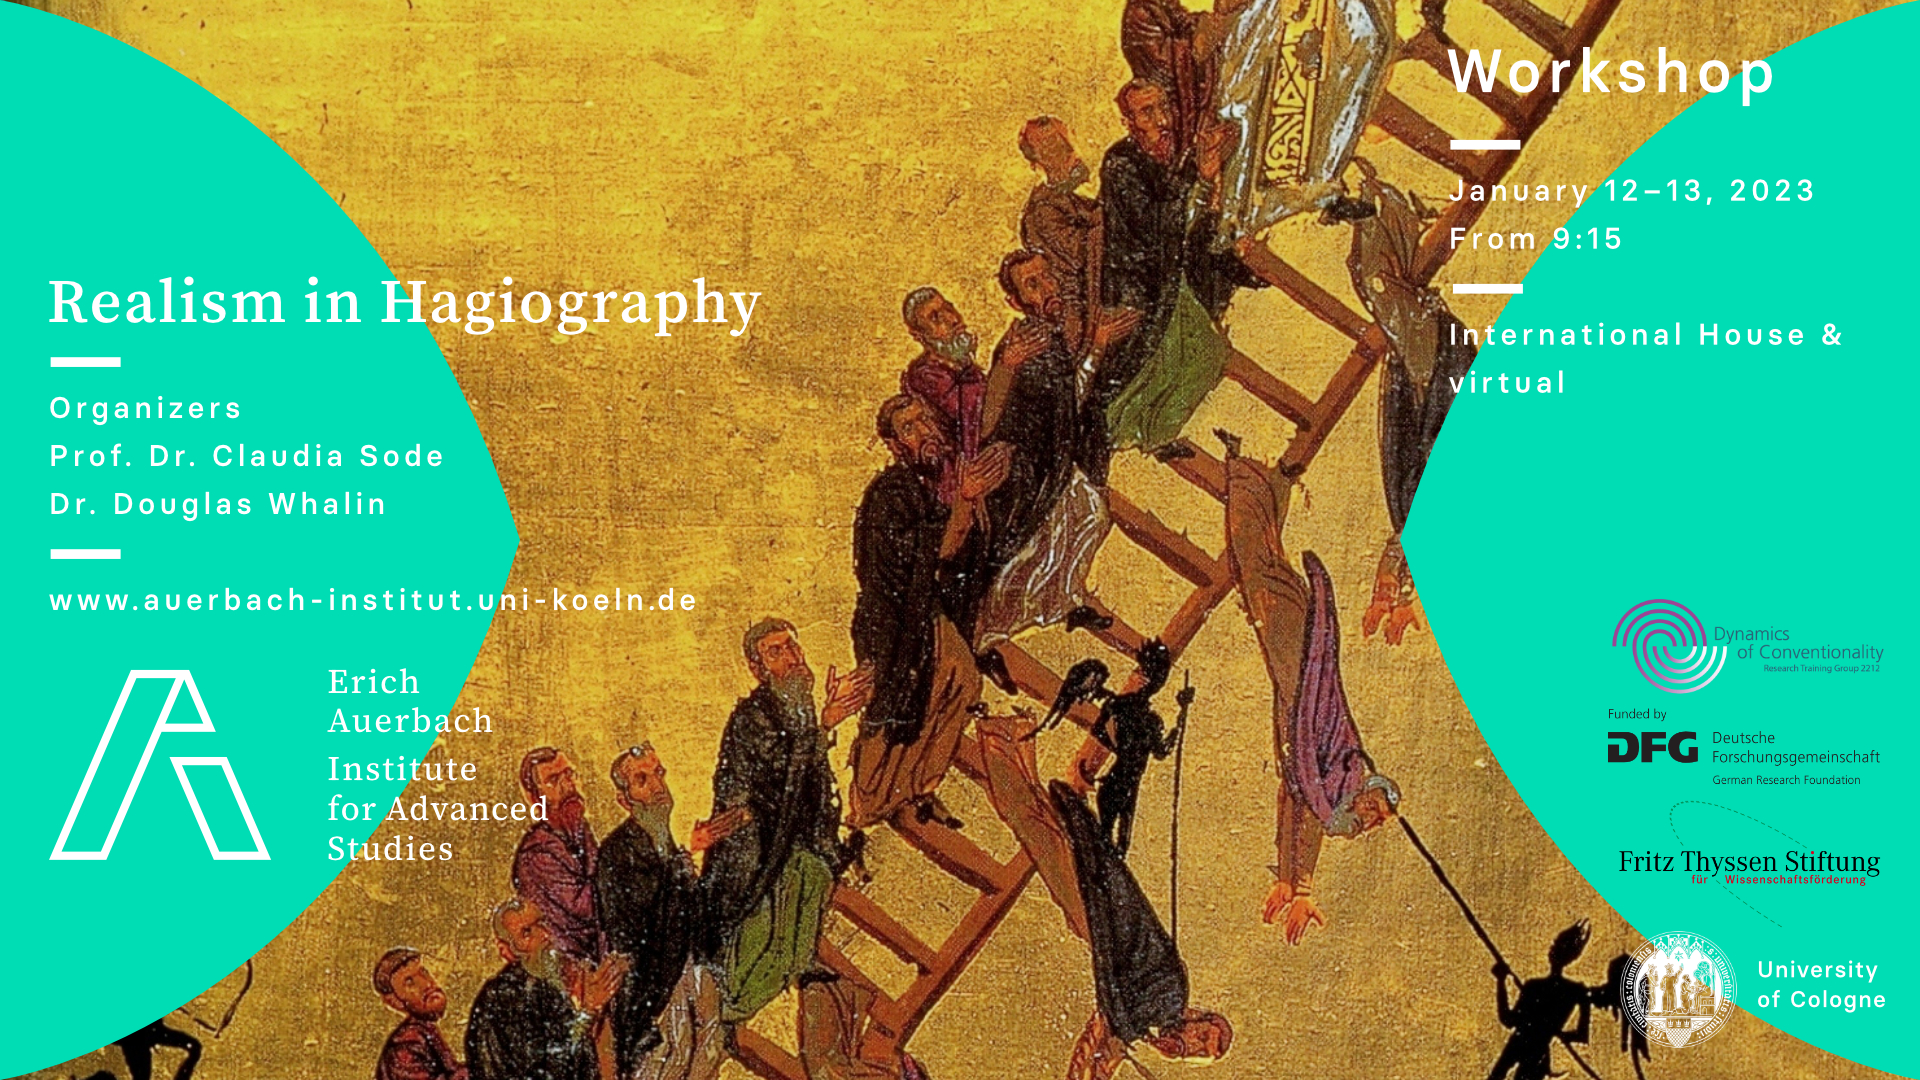 Realism in Hagiography
Organizers
Prof. Dr. Claudia Sode
Dr. Douglas Whalin
www.auerbach-institut.uni-koeln.de
Erich
Auerbach
Institute
for Advanced
Studies
Workshop
January 12–13, 2023
From 9:15
International House &
virtual
Dynamics
of Conventionality
Research Training Group 2212
Funded by
DFG
Deutsche
Forschungsgemeinschaft
German Research Foundation
Fritz Thyssen Stiftung
für Wissenschaftsförderung
University
of Cologne